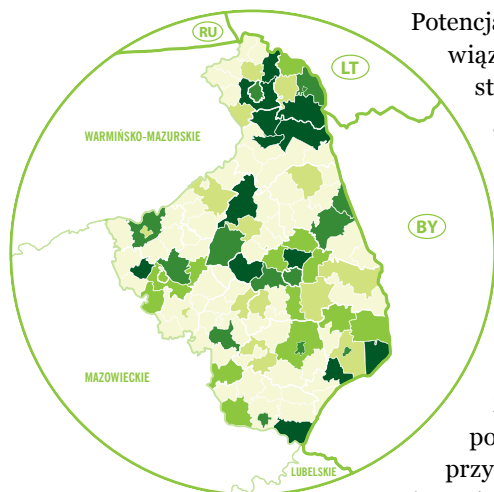 RU
LT
WARMIŃSKO-MAZURSKIE
BY
MAZOWIECKIE
LUBELSKIE
Potencja
wiąz
st
po
przy